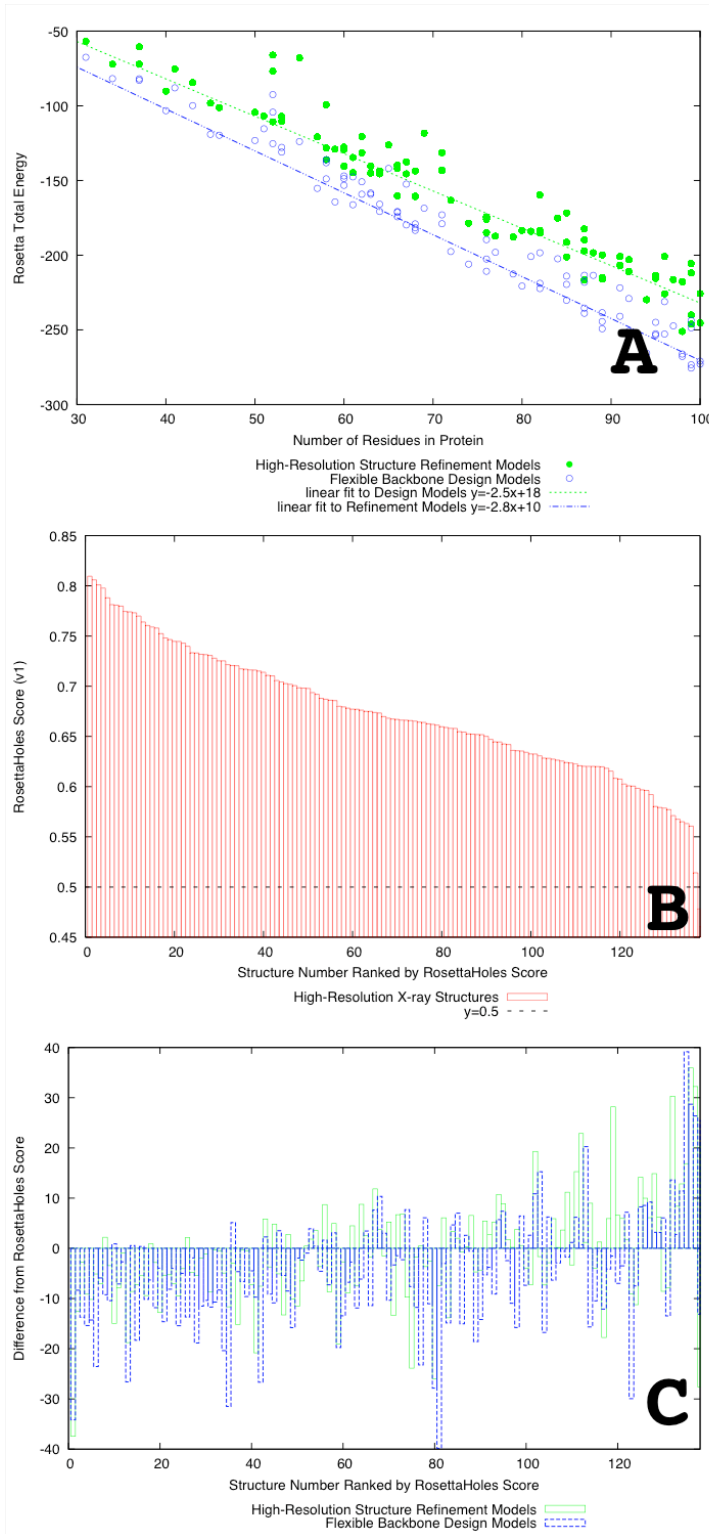 -50
-100
-150
-200
-250
-300
Rosetta Total Energy
30 40 50 60 70 80 90 100
Number of Residues in Protein
A
High-Resolution Structure Refinement Models
Flexible Backbone Design Models
linear fit to Design Models y=-2.5x+18
linear fit to Refinement Models y=-2.8x+10
0.85
0.8
0.75
0.7
0.65
0.6
0.55
0.5
0.45
RosettaHoles Score (v1)
0 20 40 60 80 100 120
Structure Number Ranked by RosettaHoles Score
B
High-Resolution X-ray Structures
y=0.5
40
30
20
10
0
-10
-20
-30
-40
Difference from RosettaHoles Score
0 20 40 60 80 100 120
Structure Number Ranked by RosettaHoles Score
C
High-Resolution Structure Refinement Models
Flexible Backbone Design Models